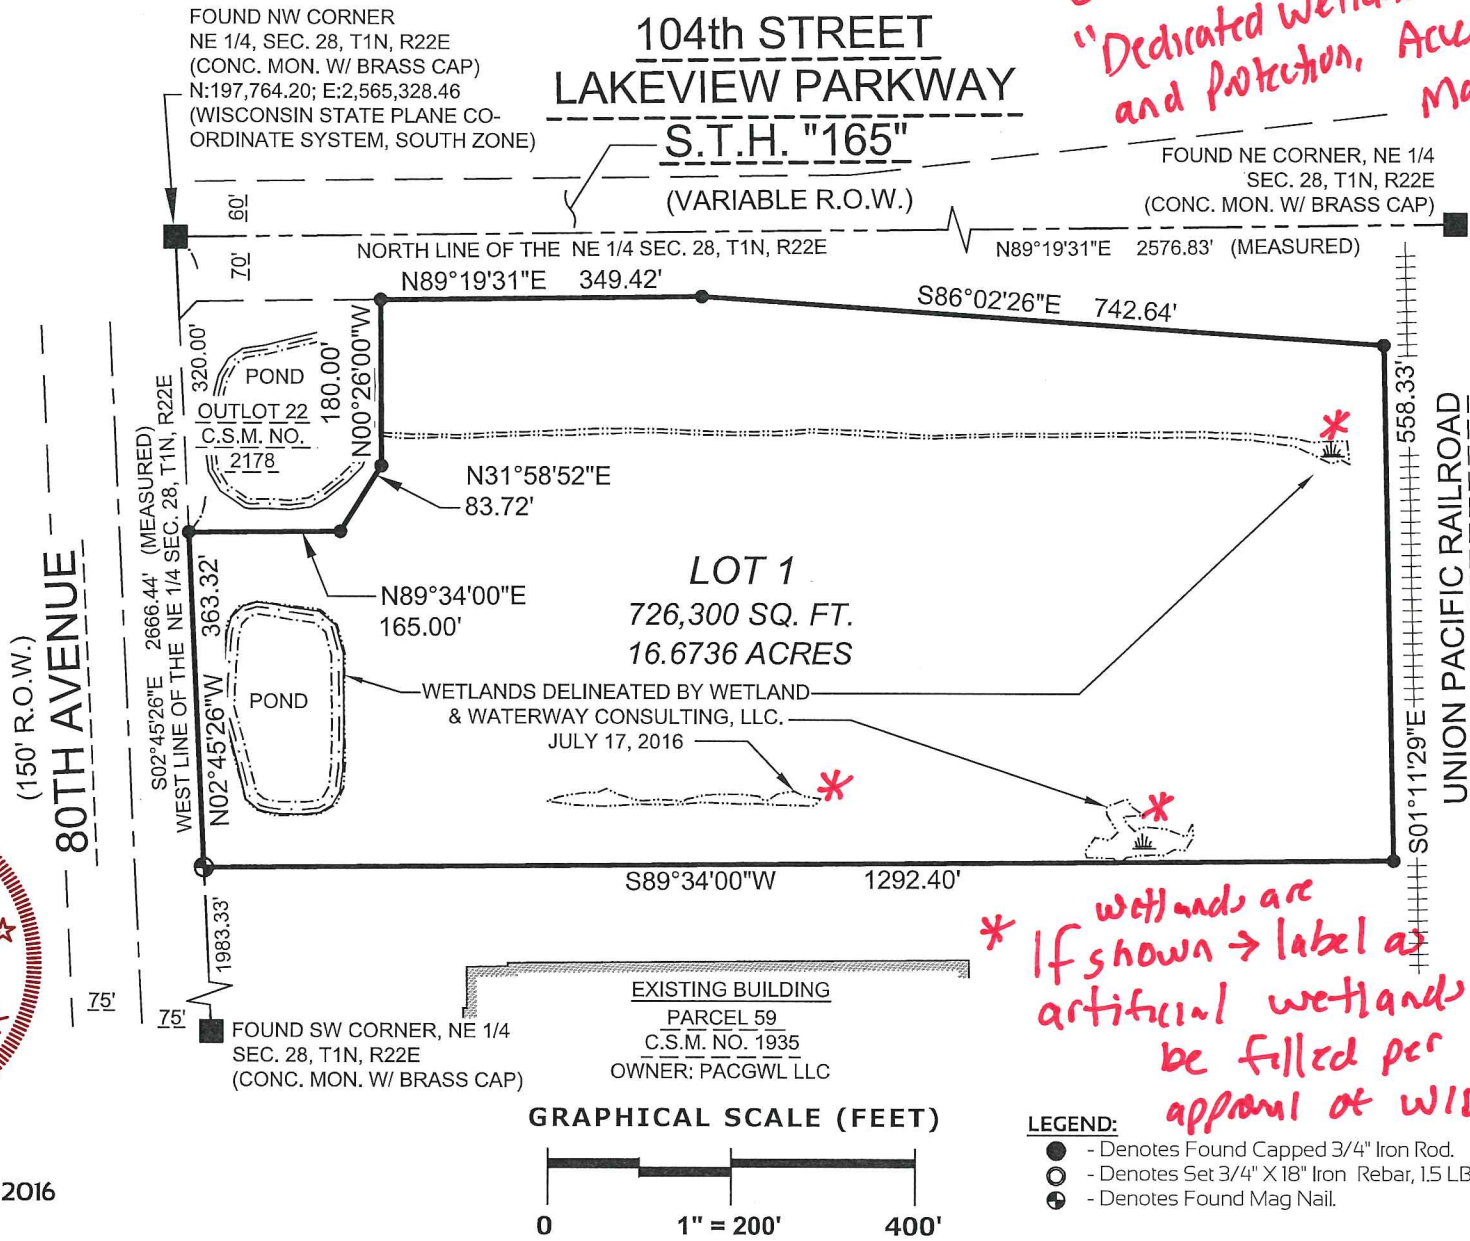 FOUND NW CORNER
NE 1/4, SEC. 28, T1N, R22E
(CONC. MON. W/ BRASS CAP)
N:197,764.20; E:2,565,328.46
(WISCONSIN STATE PLANE CO-
ORDINATE SYSTEM, SOUTH ZONE)
104th STREET
LAKEVIEW PARKWAY
S.T.H. "165"
(VARIABLE R.O.W.)
"Dedicated
and Protection,
FOUND NE CORNER, NE 1/4
SEC. 28, T1N, R22E
(CONC. MON. W/ BRASS CAP)
60'
70'
NORTH LINE OF THE NE 1/4 SEC. 28, T1N, R22E
N89°19'31"E 2576.83' (MEASURED)
N89°19'31"E 349.42'
S86°02'26"E 742.64'
320.00'
POND
OUTLOT 22
C.S.M. NO.
2178
180.00'
N00°26'00"W
N31°58'52"E
83.72'
*
558.33'
S01°11'29"E
UNION PACIFIC RAILROAD
(150' R.O.W.)
80TH AVENUE
S02°45'26"E 2666.44' (MEASURED)
WEST LINE OF THE NE 1/4 SEC. 28, T1N, R22E
363.32'
N02°45'26"W
N89°34'00"E
165.00'
LOT 1
726,300 SQ. FT.
16.6736 ACRES
POND
WETLANDS DELINEATED BY WETLAND
& WATERWAY CONSULTING, LLC.
JULY 17, 2016
*
*
S89°34'00"W 1292.40'
1983.33'
75'
75'
FOUND SW CORNER, NE 1/4
SEC. 28, T1N, R22E
(CONC. MON. W/ BRASS CAP)
EXISTING BUILDING
PARCEL 59
C.S.M. NO. 1935
OWNER: PACGWL LLC
wetlands are
* If shown → label as
artificial wetlands
be filled per
approval of
GRAPHICAL SCALE (FEET)
0 1" = 200' 400'
LEGEND:
- Denotes Found Capped 3/4" Iron Rod.
- Denotes Set 3/4" X 18" Iron Rebar, 1.5 LB
- Denotes Found Mag Nail.
2016